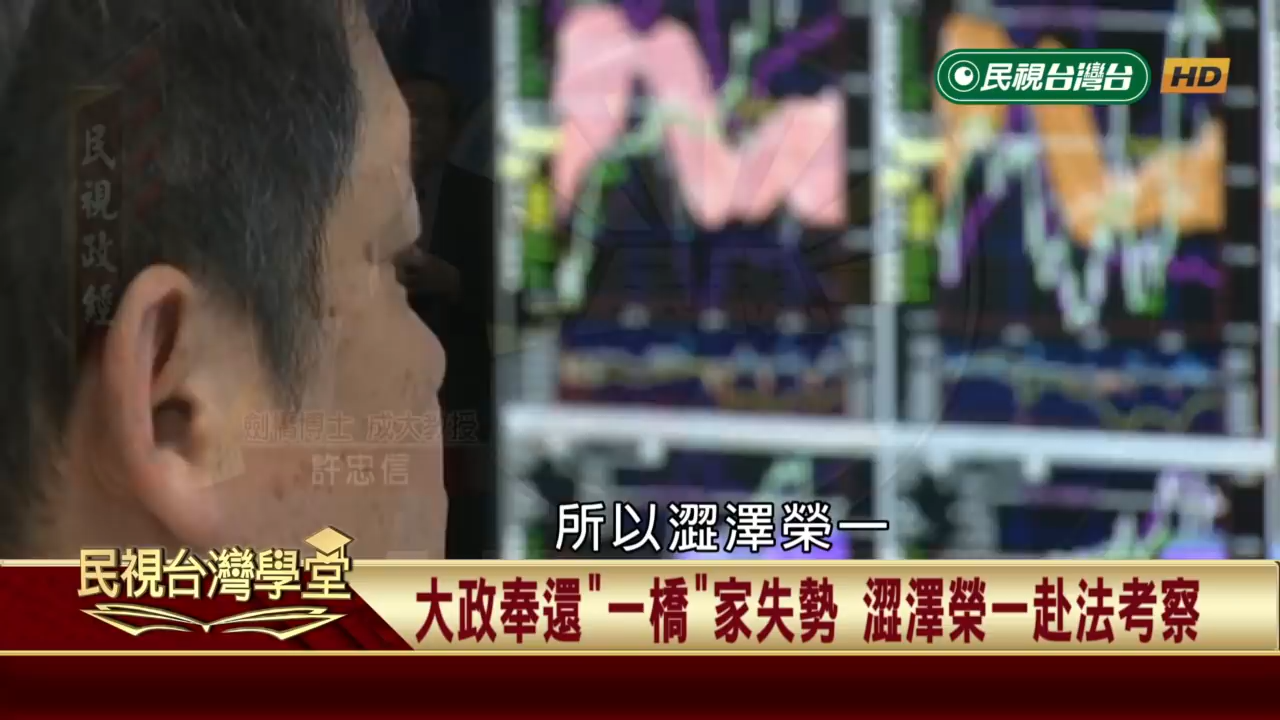 民視台灣台 HD
民視政經
劍橋博士 成大教授
許忠信
所以澀澤榮一
民視台灣學堂
大政奉還"一橋"家失勢 澀澤榮一赴法考察